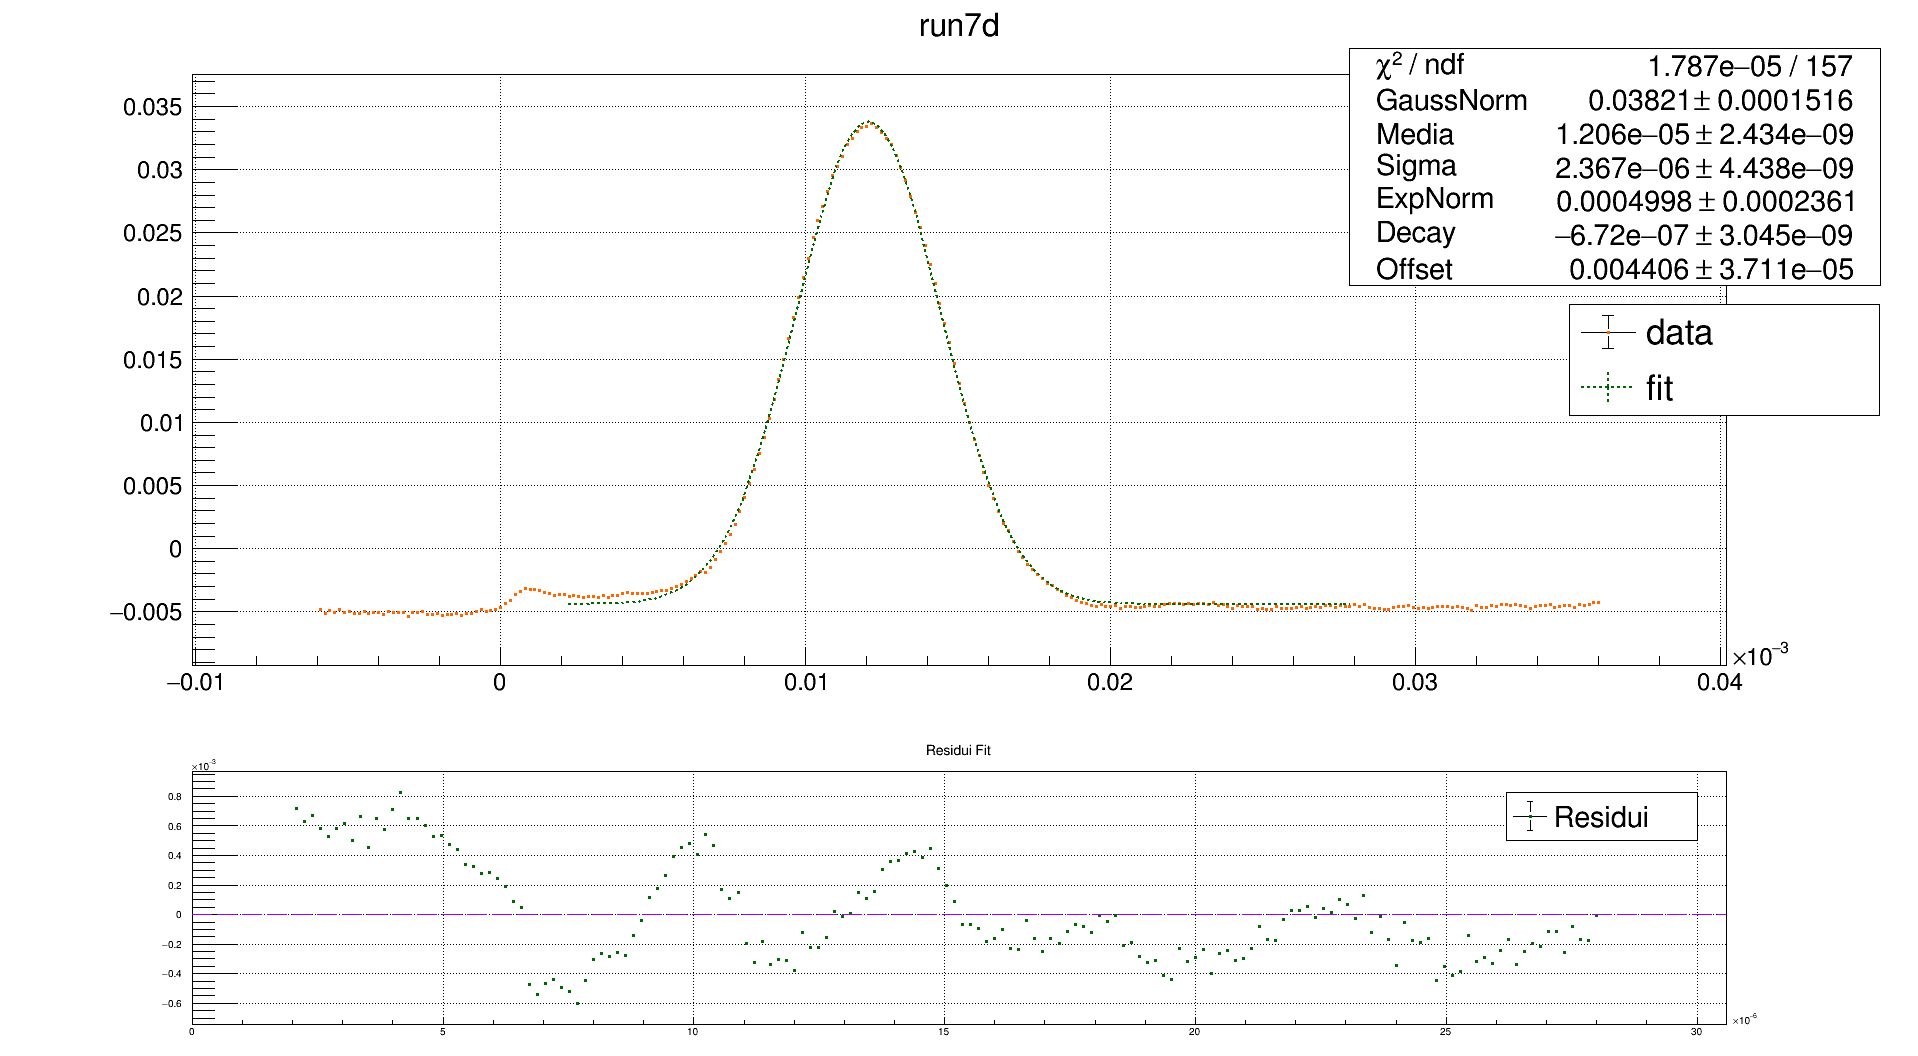 run7d
χ² / ndf 1.787e−05 / 157
GaussNorm 0.03821 ± 0.0001516
Media 1.206e−05 ± 2.434e−09
Sigma 2.367e−06 ± 4.438e−09
ExpNorm 0.0004998 ± 0.0002361
Decay −6.72e−07 ± 3.045e−09
Offset 0.004406 ± 3.711e−05
data
fit
0.035
0.03
0.025
0.02
0.015
0.01
0.005
0
−0.005
−0.01 0 0.01 0.02 0.03 0.04
×10⁻³
Residui Fit
×10⁻³
Residui
0.8
0.6
0.4
0.2
0
−0.2
−0.4
−0.6
0 5 10 15 20 25 30
×10⁻⁶